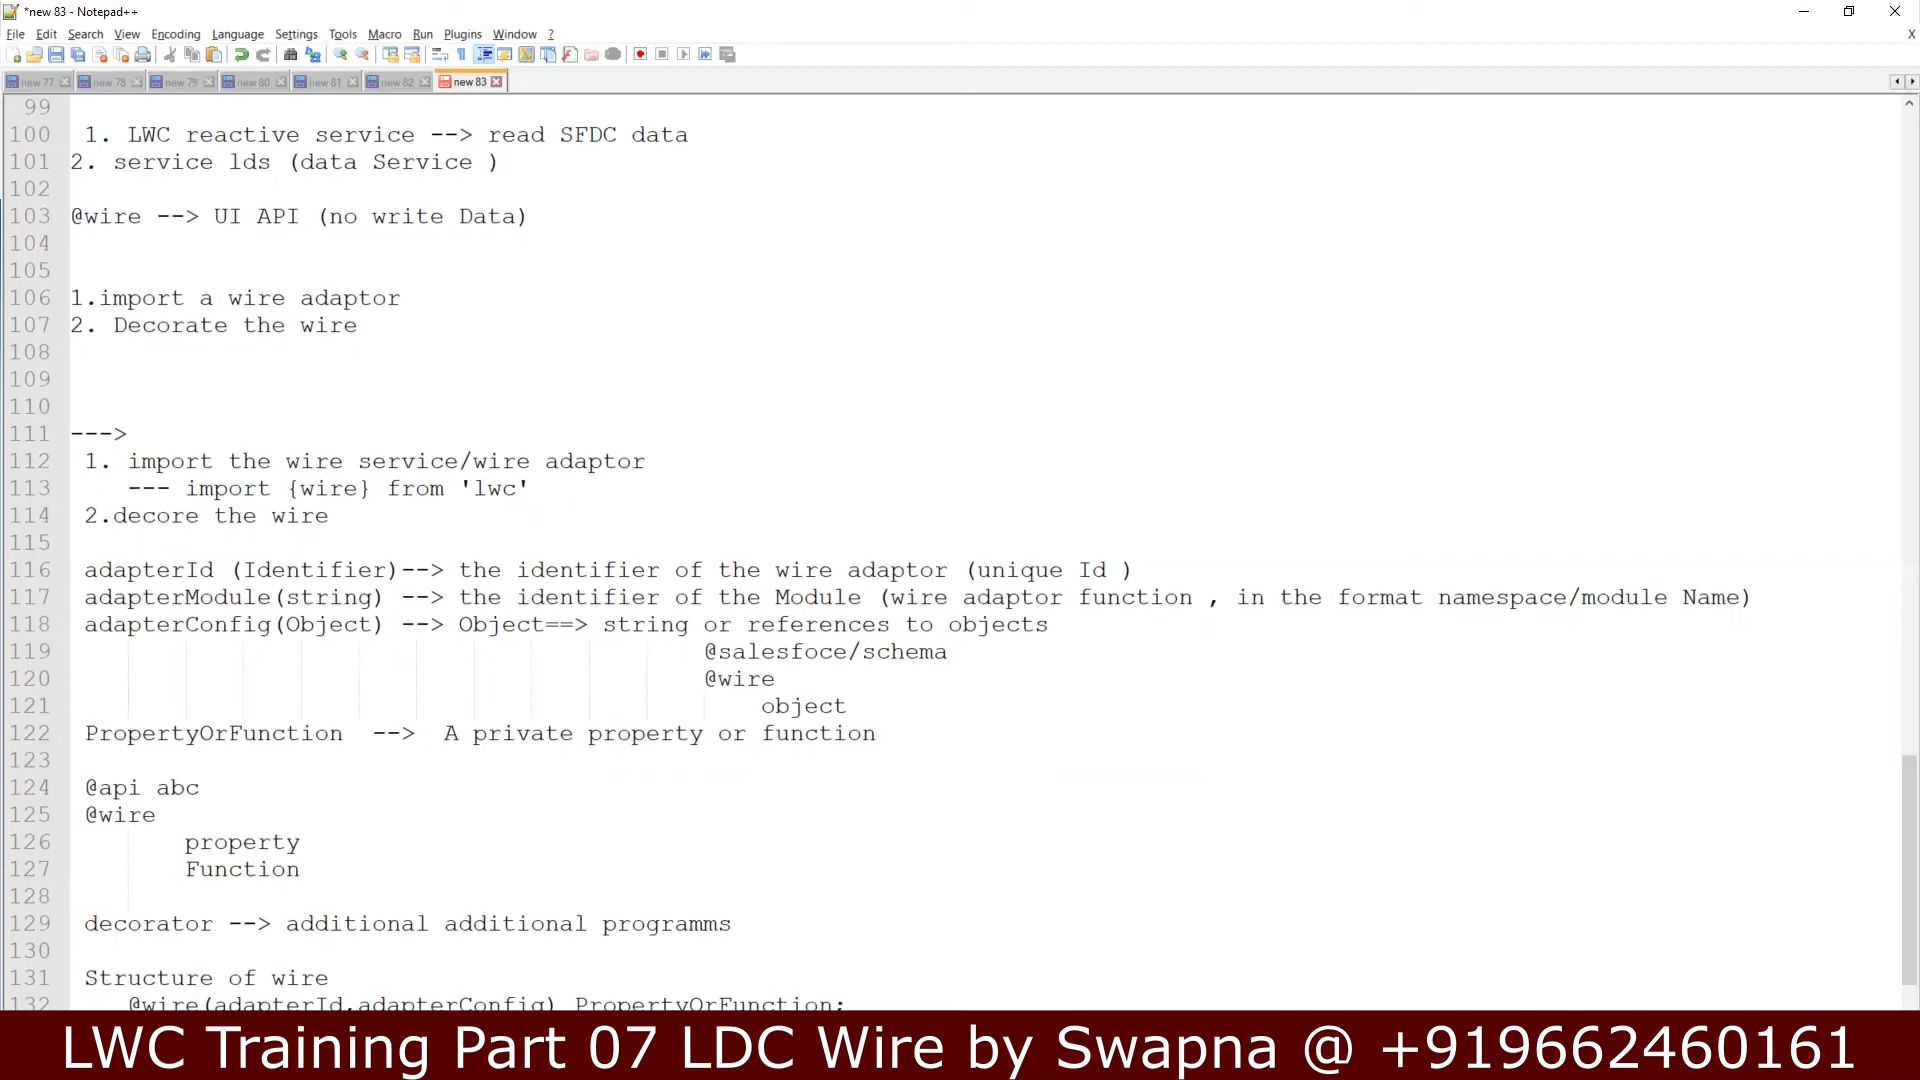 *new 83 - Notepad++
File Edit Search View Encoding Language Settings Tools Macro Run Plugins Window ? X
new 77 new 78 new 79 new 80 new 81 new 82 new 83
99
100 1. LWC reactive service --> read SFDC data
101 2. service lds (data Service )
102
103 @wire --> UI API (no write Data)
104
105
106 1.import a wire adaptor
107 2. Decorate the wire
108
109
110
111 --->
112 1. import the wire service/wire adaptor
113 --- import {wire} from 'lwc'
114 2.decore the wire
115
116 adapterId (Identifier)--> the identifier of the wire adaptor (unique Id )
117 adapterModule(string) --> the identifier of the Module (wire adaptor function , in the format namespace/module Name)
118 adapterConfig(Object) --> Object==> string or references to objects
119 @salesfoce/schema
120 @wire
121 object
122 PropertyOrFunction --> A private property or function
123
124 @api abc
125 @wire
126 property
127 Function
128
129 decorator --> additional additional programms
130
131 Structure of wire
132 @wire(adapterId,adapterConfig) PropertyOrFunction;
LWC Training Part 07 LDC Wire by Swapna @ +919662460161